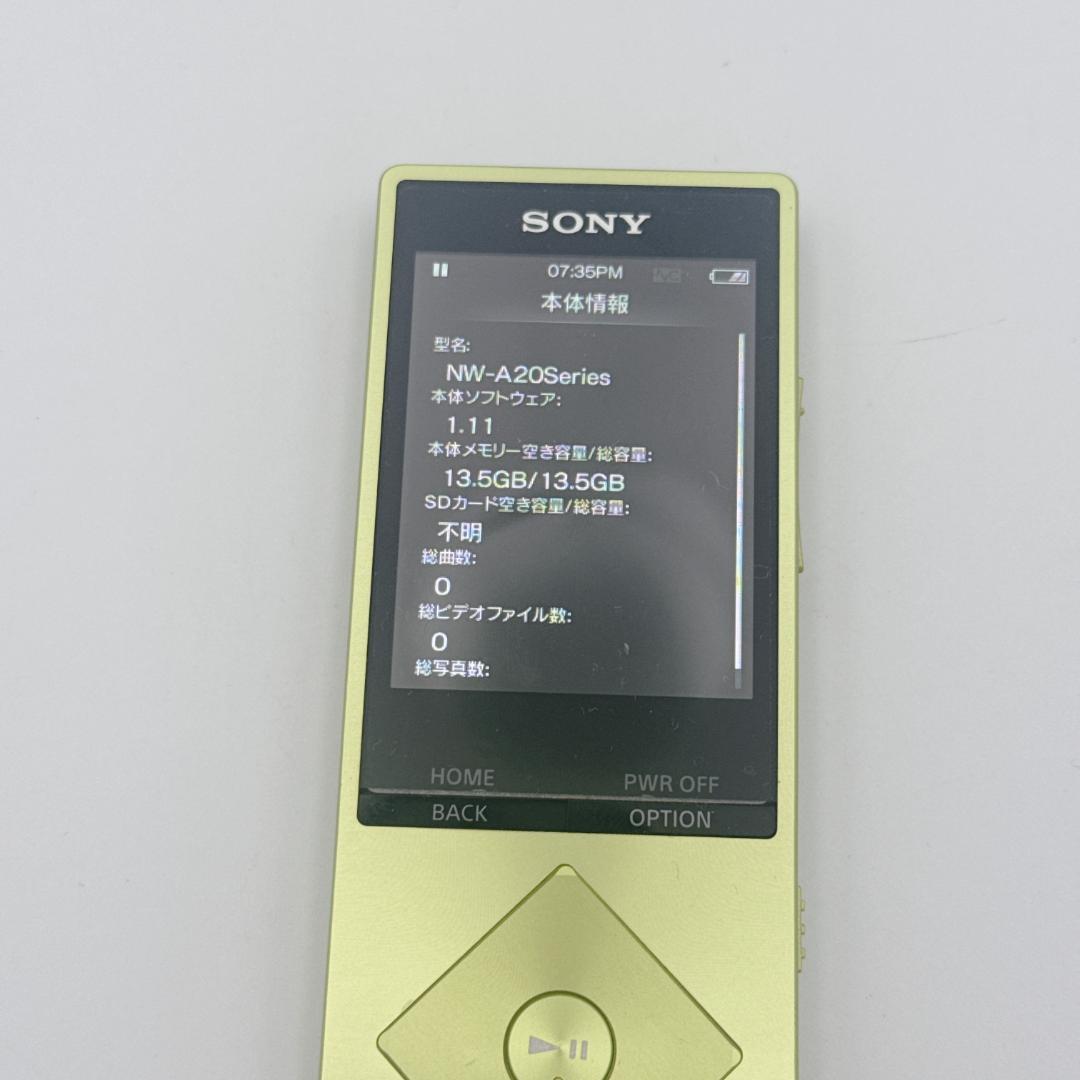 SONY
07:35PM NC
本体情報
型名:
NW-A20Series
本体ソフトウェア:
1.11
本体メモリー空き容量/総容量:
13.5GB/13.5GB
SDカード空き容量/総容量:
不明
総曲数:
0
総ビデオファイル数:
0
総写真数:
HOME PWR OFF
BACK OPTION